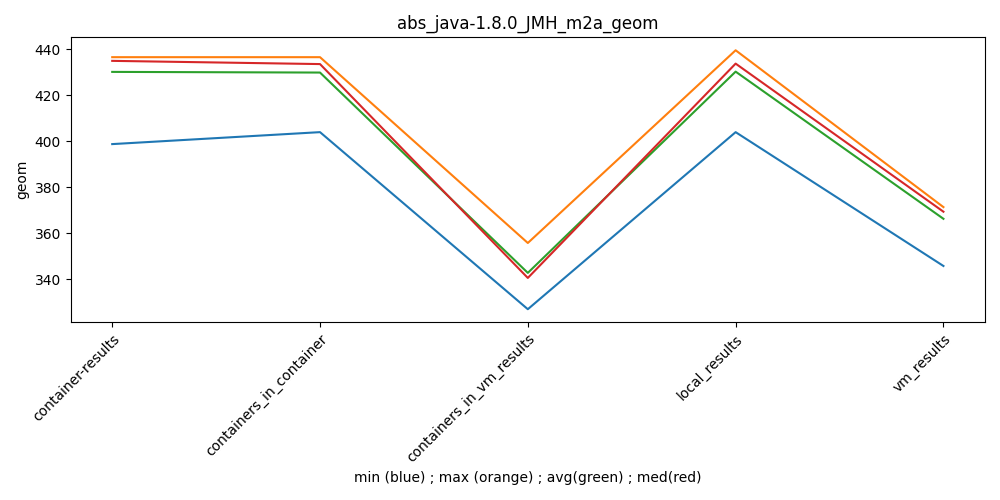 abs_java-1.8.0_JMH_m2a_geom
geom
440
420
400
380
360
340
container-results
containers_in_container
containers_in_vm_results
local_results
vm_results
min (blue) ; max (orange) ; avg(green) ; med(red)